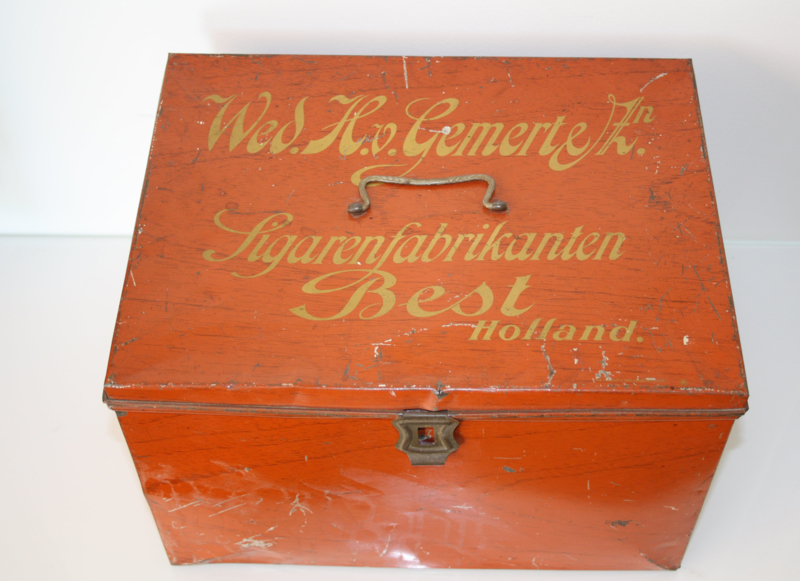 Wed. H.v. Gemert & Zn.
Sigarenfabrikanten
Best
Holland.